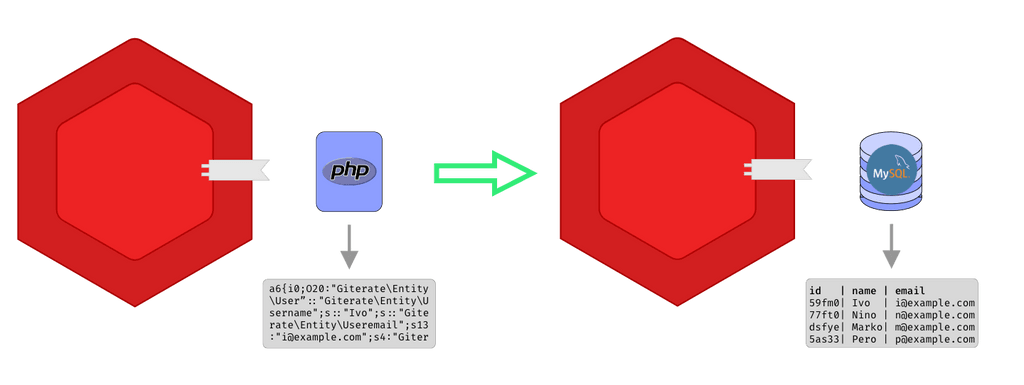 php
a6{i0;O20:"Giterate\Entity
\User"::"Giterate\Entity\U
sername";s::"Ivo";s::"Gite
rate\Entity\Useremail";s13
:"i@example.com";s4:"Giter
MySQL
id | name | email
59fm0| Ivo | i@example.com
77ft0| Nino | n@example.com
dsfye| Marko| m@example.com
5as33| Pero | p@example.com